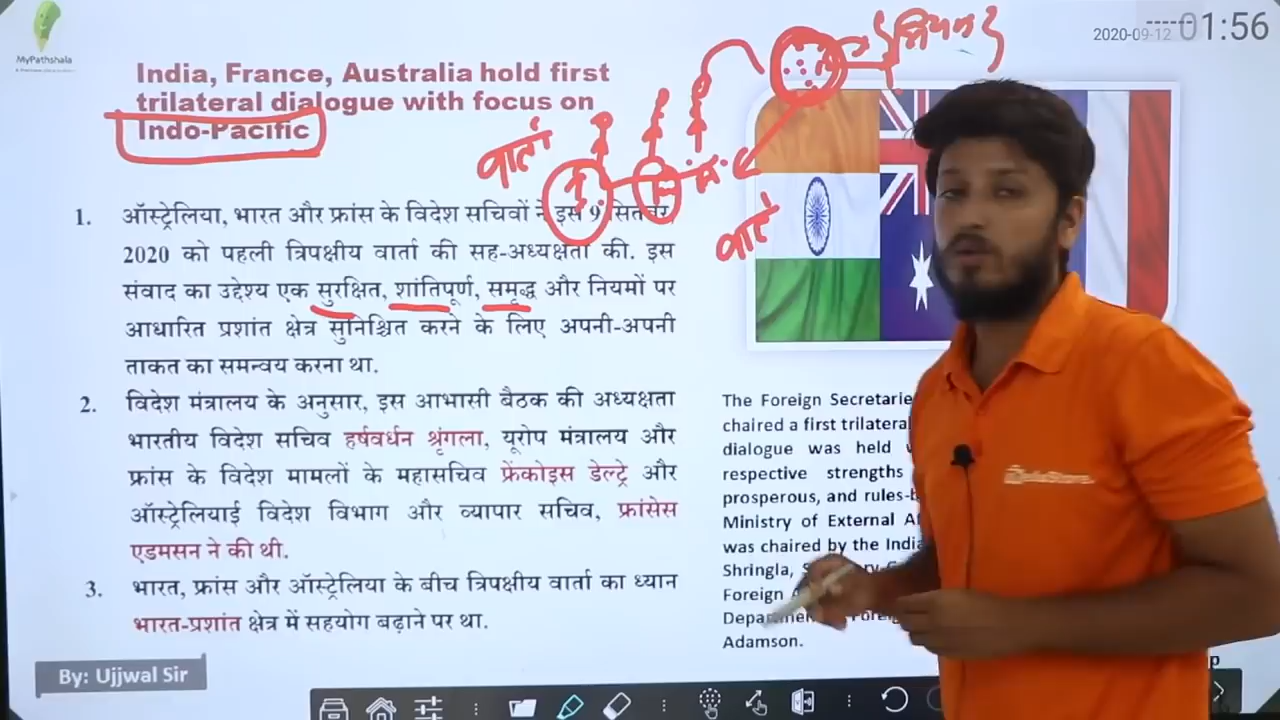 MyPathshala
2020-09-12
01:56
India, France, Australia hold first
trilateral dialogue with focus on
Indo-Pacific
वार्ता
नियम
वार्ता
1. ऑस्ट्रेलिया, भारत और फ्रांस के विदेश सचिवों ने इस 9 सितंबर
2020 को पहली त्रिपक्षीय वार्ता की सह-अध्यक्षता की. इस
संवाद का उद्देश्य एक सुरक्षित, शांतिपूर्ण, समृद्ध और नियमों पर
आधारित प्रशांत क्षेत्र सुनिश्चित करने के लिए अपनी-अपनी
ताकत का समन्वय करना था.
2. विदेश मंत्रालय के अनुसार, इस आभासी बैठक की अध्यक्षता
भारतीय विदेश सचिव हर्षवर्धन श्रृंगला, यूरोप मंत्रालय और
फ्रांस के विदेश मामलों के महासचिव फ्रेंकोइस डेल्ट्रे और
ऑस्ट्रेलियाई विदेश विभाग और व्यापार सचिव, फ्रांसेस
एडमसन ने की थी.
3. भारत, फ्रांस और ऑस्ट्रेलिया के बीच त्रिपक्षीय वार्ता का ध्यान
भारत-प्रशांत क्षेत्र में सहयोग बढ़ाने पर था.
The Foreign Secretarie
chaired a first trilateral
dialogue was held
respective strengths
prosperous, and rules-b
Ministry of External Af
was chaired by the India
Shringla,
Foreign
Departmen
Adamson.
By: Ujjwal Sir